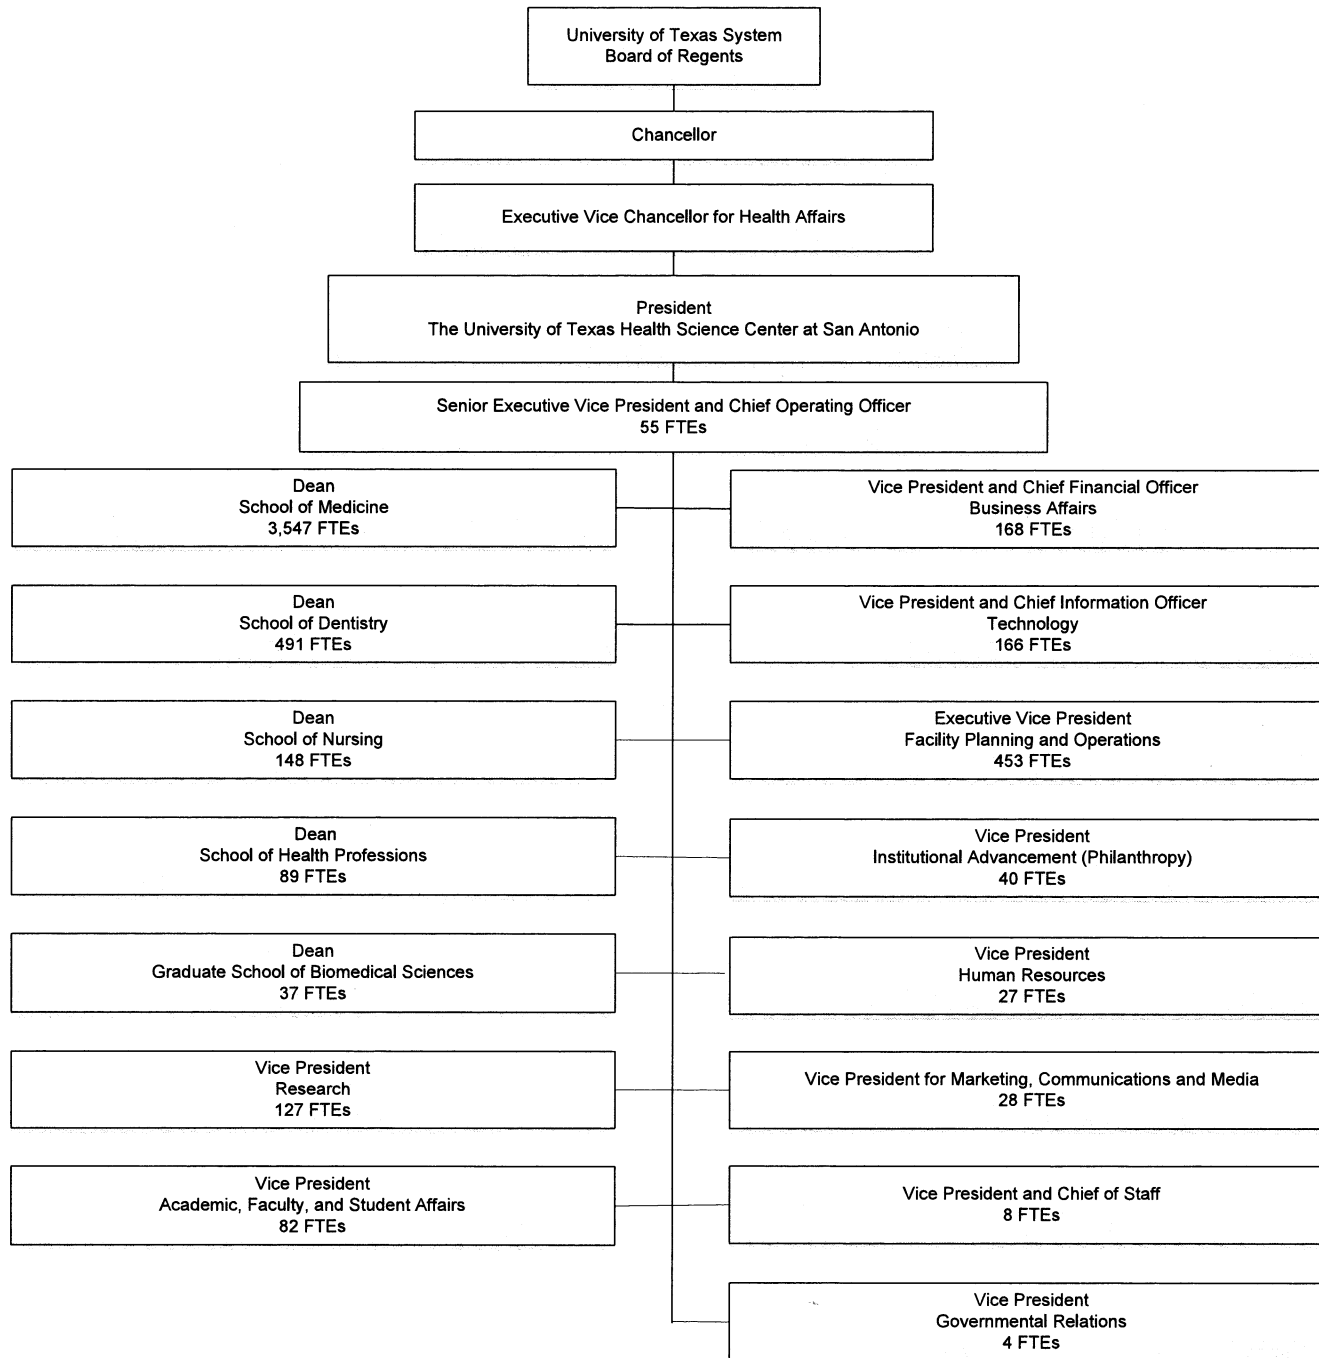 University of Texas System
Board of Regents
Chancellor
Executive Vice Chancellor for Health Affairs
President
The University of Texas Health Science Center at San Antonio
Senior Executive Vice President and Chief Operating Officer
55 FTEs
Dean
School of Medicine
3,547 FTEs
Vice President and Chief Financial Officer
Business Affairs
168 FTEs
Dean
School of Dentistry
491 FTEs
Vice President and Chief Information Officer
Technology
166 FTEs
Dean
School of Nursing
148 FTEs
Executive Vice President
Facility Planning and Operations
453 FTEs
Dean
School of Health Professions
89 FTEs
Vice President
Institutional Advancement (Philanthropy)
40 FTEs
Dean
Graduate School of Biomedical Sciences
37 FTEs
Vice President
Human Resources
27 FTEs
Vice President
Research
127 FTEs
Vice President for Marketing, Communications and Media
28 FTEs
Vice President
Academic, Faculty, and Student Affairs
82 FTEs
Vice President and Chief of Staff
8 FTEs
Vice President
Governmental Relations
4 FTEs